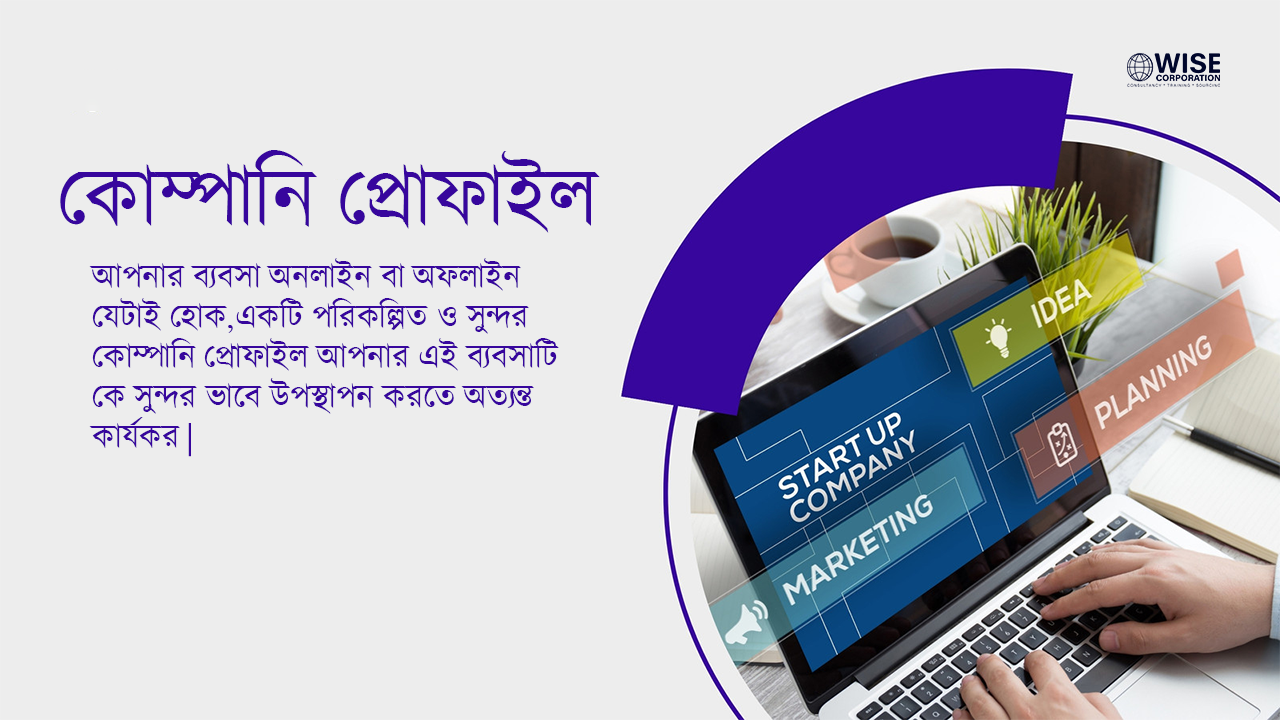 WISE
CORPORATION
CONSULTANCY * TRAINING * SOURCING
কোম্পানি প্রোফাইল
আপনার ব্যবসা অনলাইন বা অফলাইন
যেটাই হোক,একটি পরিকল্পিত ও সুন্দর
কোম্পানি প্রোফাইল আপনার এই ব্যবসাটি
কে সুন্দর ভাবে উপস্থাপন করতে অত্যন্ত
কার্যকর |
IDEA
PLANNING
START UP
COMPANY
MARKETING